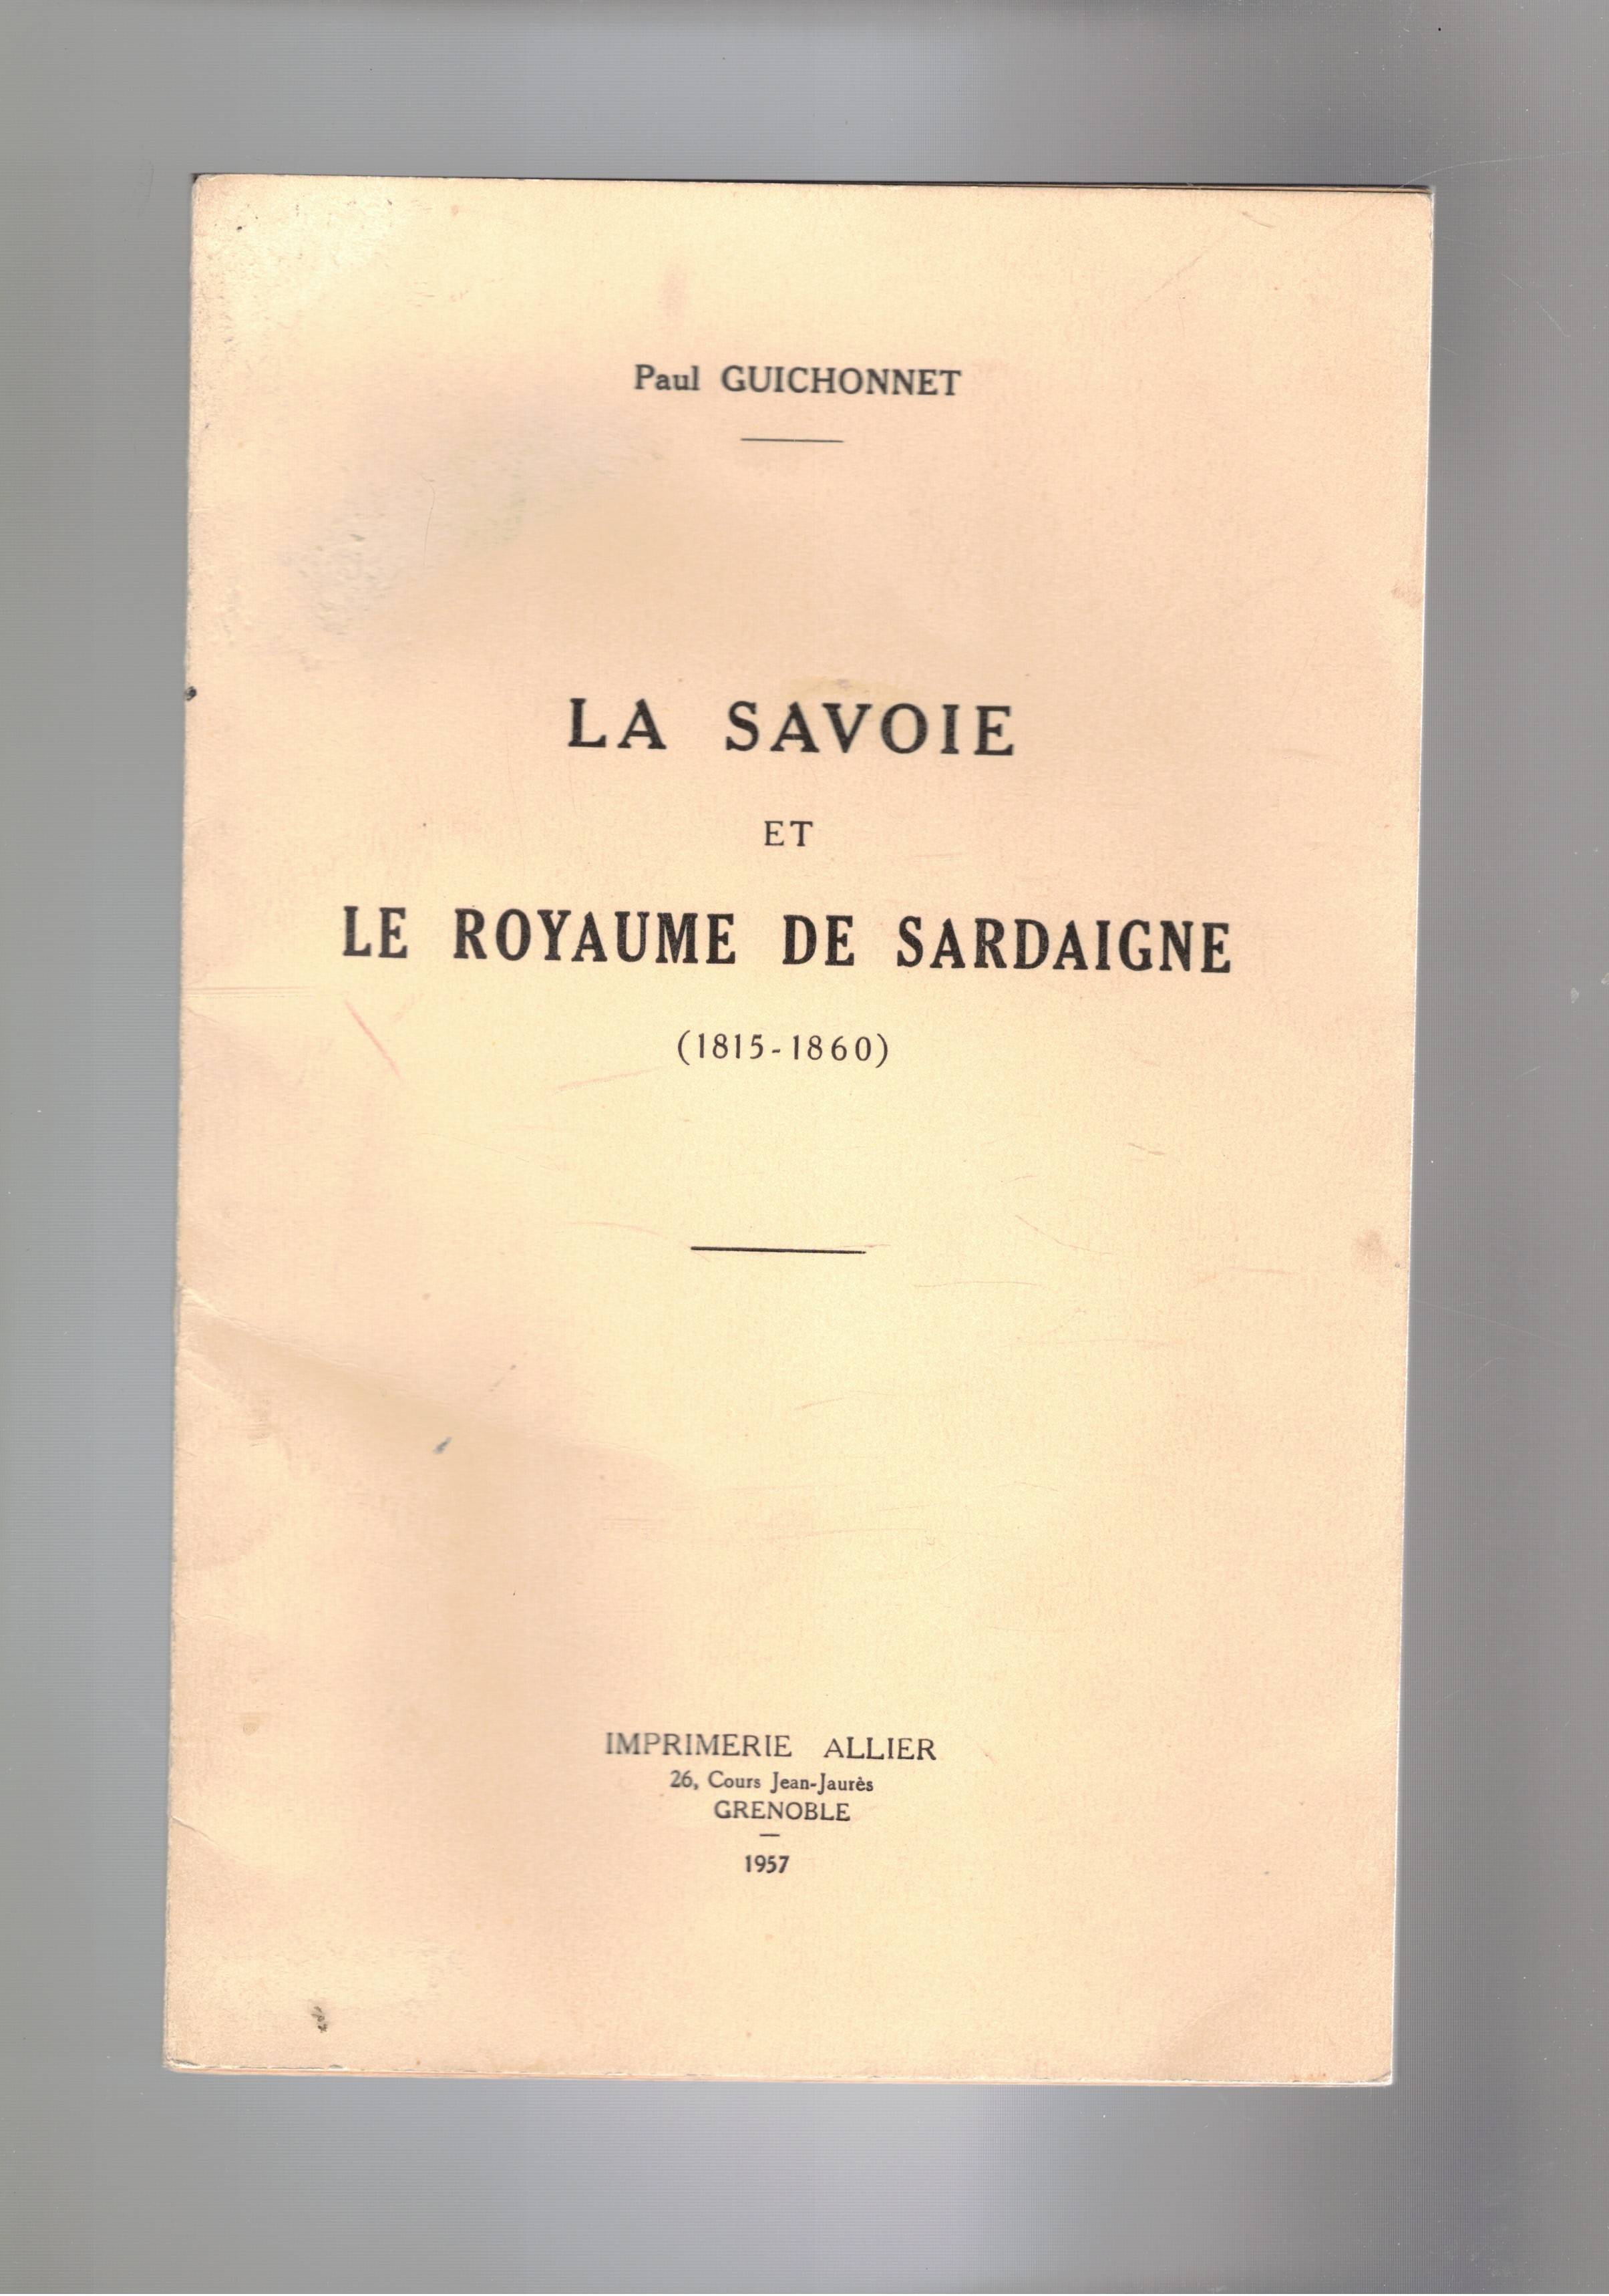 Paul GUICHONNET
LA SAVOIE
ET
LE ROYAUME DE SARDAIGNE
(1815-1860)
IMPRIMERIE ALLIER
26, Cours Jean-Jaurès
GRENOBLE
1957